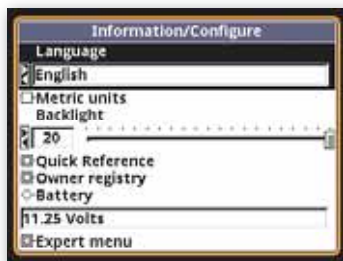 Information/Configure
Language
English
Metric units
Backlight
20
Quick Reference
Owner registry
Battery
11.25 Volts
Expert menu